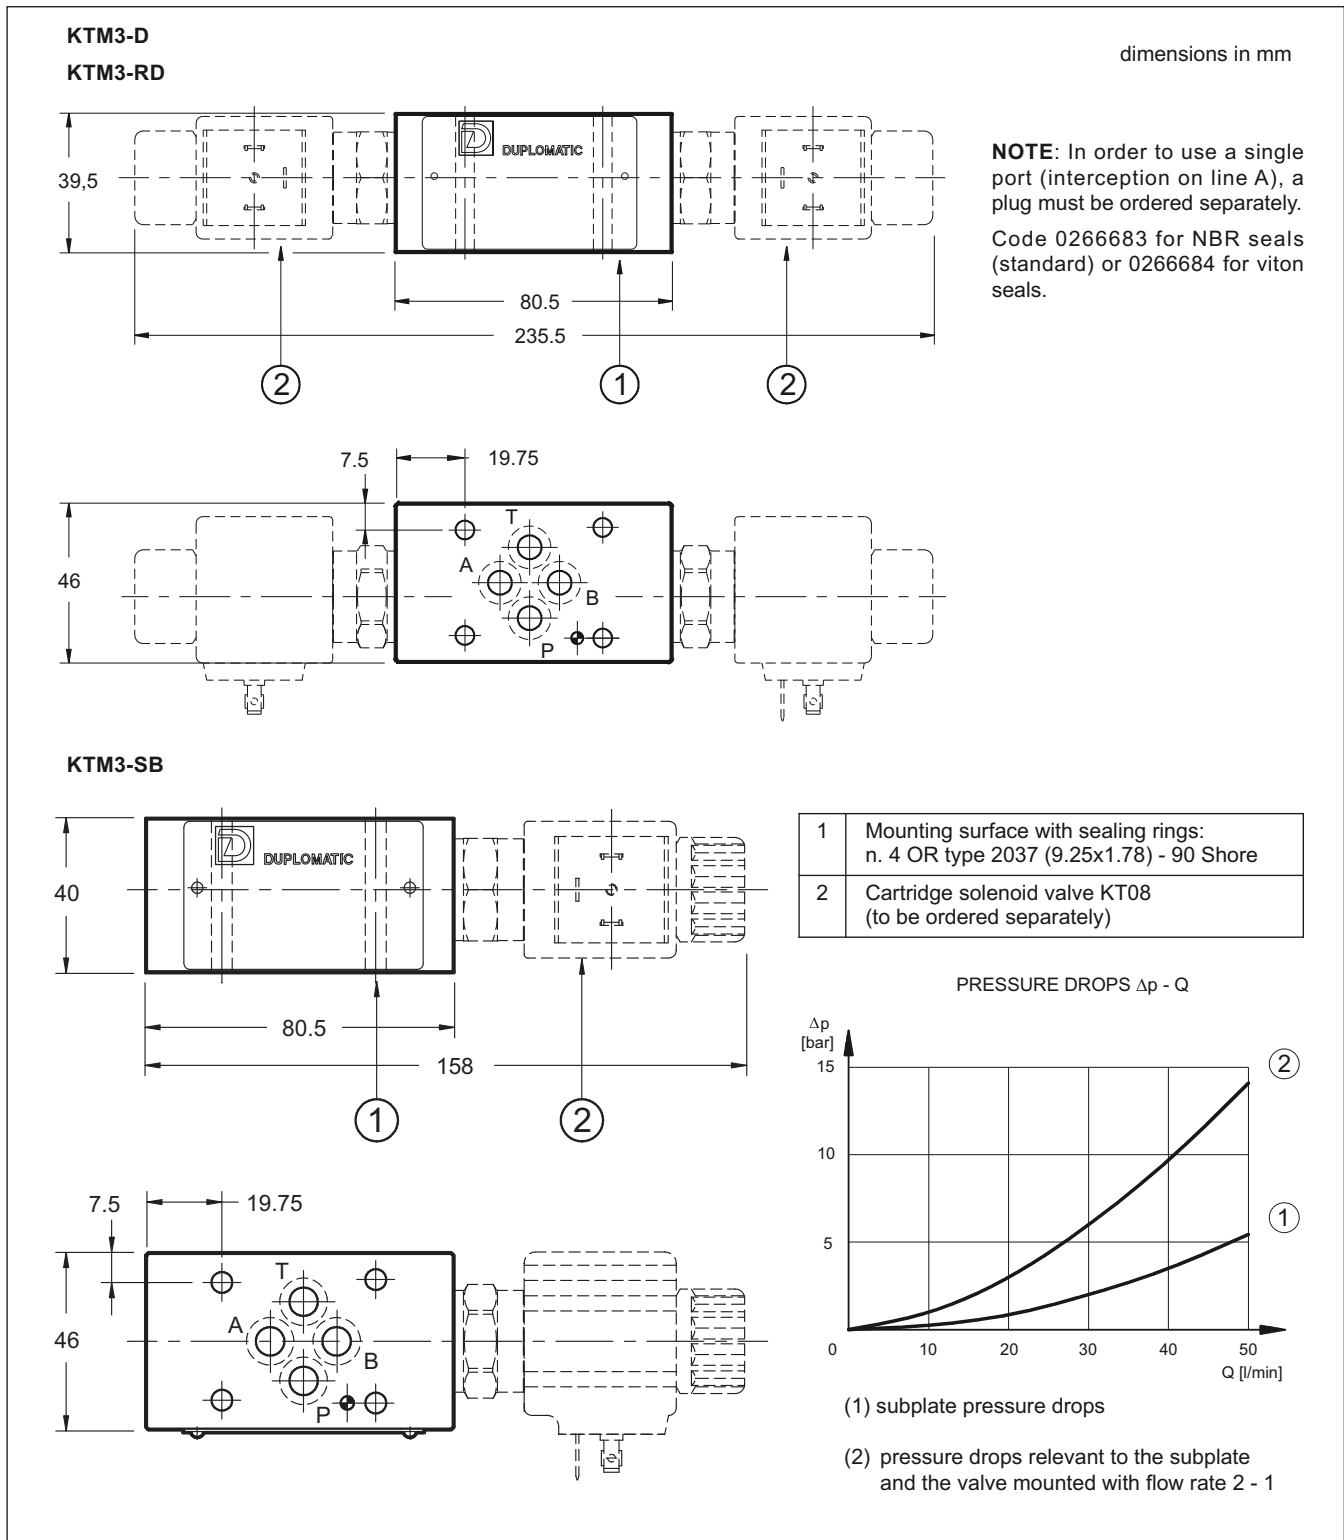 KTM3-D
KTM3-RD
dimensions in mm
DUPLOMATIC
39,5
80.5
235.5
2
1
2
NOTE: In order to use a single
port (interception on line A), a
plug must be ordered separately.
Code 0266683 for NBR seals
(standard) or 0266684 for viton
seals.
7.5
19.75
46
T
A
B
P
KTM3-SB
DUPLOMATIC
40
80.5
158
1
2
1 Mounting surface with sealing rings:
n. 4 OR type 2037 (9.25x1.78) - 90 Shore
2 Cartridge solenoid valve KT08
(to be ordered separately)
7.5
19.75
46
T
A
B
P
PRESSURE DROPS Δp - Q
Δp
[bar]
15
10
5
0 10 20 30 40 50
Q [l/min]
2
1
(1) subplate pressure drops
(2) pressure drops relevant to the subplate
and the valve mounted with flow rate 2 - 1